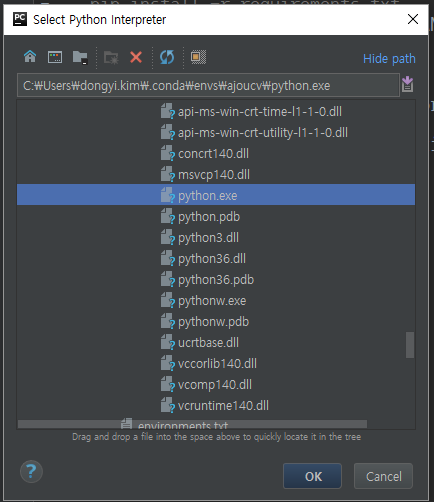 pip install -r requirements.txt
PC Select Python Interpreter
Hide path
C:₩Users₩dongyi.kim₩.conda₩envs₩ajoucv₩python.exe
api-ms-win-crt-time-l1-1-0.dll
api-ms-win-crt-utility-l1-1-0.dll
concrt140.dll
msvcp140.dll
python.exe
python.pdb
python3.dll
python36.dll
python36.pdb
pythonw.exe
pythonw.pdb
ucrtbase.dll
vccorlib140.dll
vcomp140.dll
vcruntime140.dll
environments.txt
Drag and drop a file into the space above to quickly locate it in the tree
?
OK
Cancel